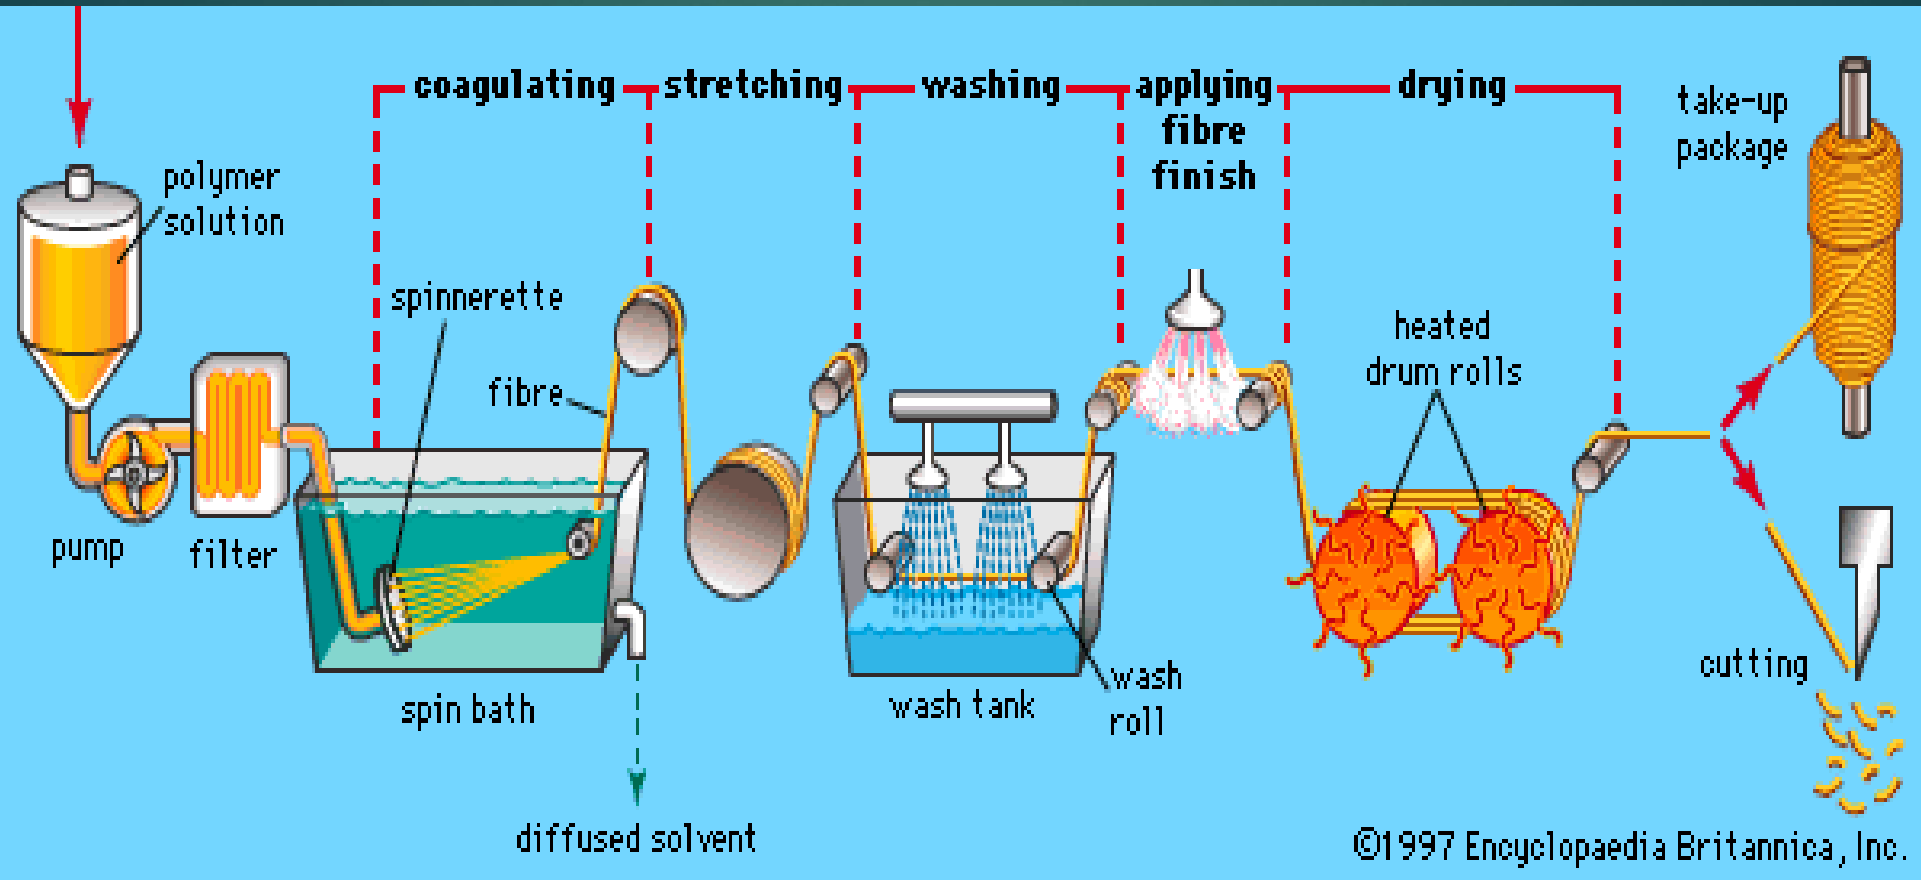 coagulating
stretching
washing
applying
fibre
finish
drying
take-up
package
polymer
solution
spinnerette
fibre
heated
drum rolls
pump
filter
spin bath
wash tank
wash
roll
cutting
diffused solvent
©1997 Encyclopaedia Britannica, Inc.